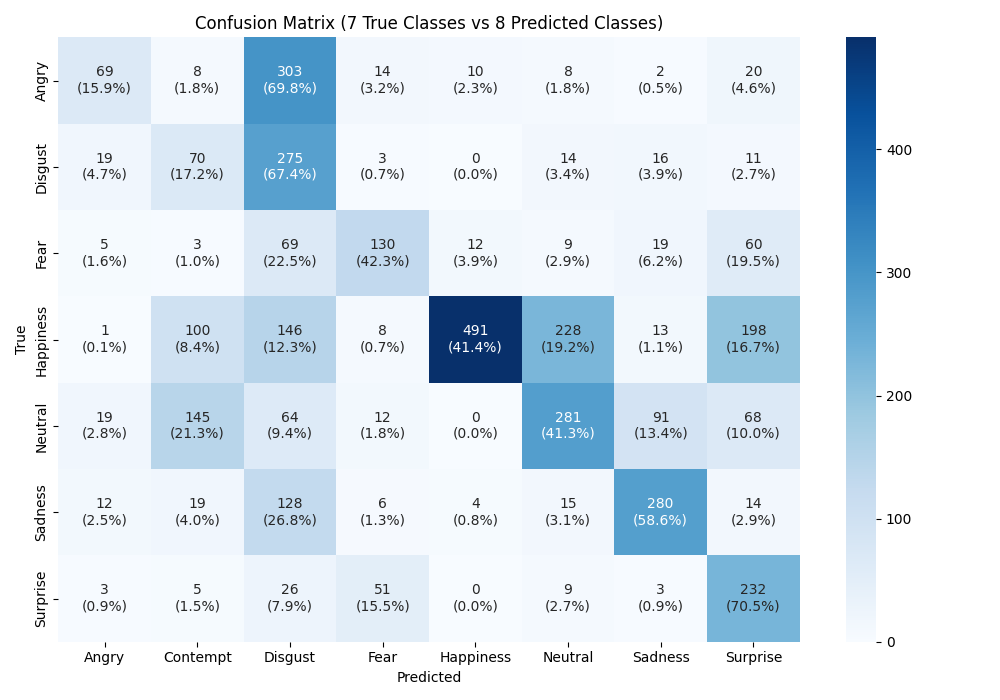 Confusion Matrix (7 True Classes vs 8 Predicted Classes)
True
Angry
69 8 303 14 10 8 2 20
(15.9%) (1.8%) (69.8%) (3.2%) (2.3%) (1.8%) (0.5%) (4.6%)
Disgust
19 70 275 3 0 14 16 11
(4.7%) (17.2%) (67.4%) (0.7%) (0.0%) (3.4%) (3.9%) (2.7%)
Fear
5 3 69 130 12 9 19 60
(1.6%) (1.0%) (22.5%) (42.3%) (3.9%) (2.9%) (6.2%) (19.5%)
Happiness
1 100 146 8 491 228 13 198
(0.1%) (8.4%) (12.3%) (0.7%) (41.4%) (19.2%) (1.1%) (16.7%)
Neutral
19 145 64 12 0 281 91 68
(2.8%) (21.3%) (9.4%) (1.8%) (0.0%) (41.3%) (13.4%) (10.0%)
Sadness
12 19 128 6 4 15 280 14
(2.5%) (4.0%) (26.8%) (1.3%) (0.8%) (3.1%) (58.6%) (2.9%)
Surprise
3 5 26 51 0 9 3 232
(0.9%) (1.5%) (7.9%) (15.5%) (0.0%) (2.7%) (0.9%) (70.5%)
Angry Contempt Disgust Fear Happiness Neutral Sadness Surprise
Predicted
400
300
200
100
0